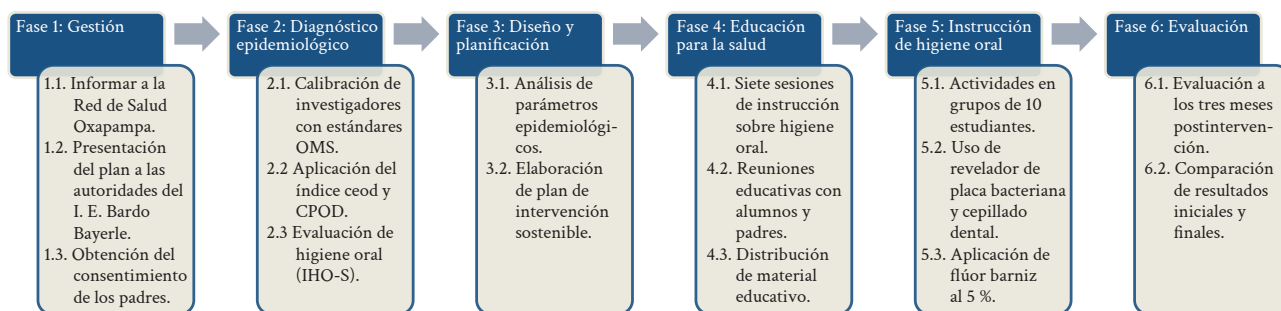 Fase 1: Gestión
1.1. Informar a la
Red de Salud
Oxapampa.
1.2. Presentación
del plan a las
autoridades del
I. E. Bardo
Bayerle.
1.3. Obtención del
consentimiento
de los padres.
Fase 2: Diagnóstico
epidemiológico
2.1. Calibración de
investigadores
con estándares
OMS.
2.2 Aplicación del
índice ceod y
CPOD.
2.3 Evaluación de
higiene oral
(IHO-S).
Fase 3: Diseño y
planificación
3.1. Análisis de
parámetros
epidemiológi-
cos.
3.2. Elaboración
de plan de
intervención
sostenible.
Fase 4: Educación
para la salud
4.1. Siete sesiones
de instrucción
sobre higiene
oral.
4.2. Reuniones
educativas con
alumnos y
padres.
4.3. Distribución
de material
educativo.
Fase 5: Instrucción
de higiene oral
5.1. Actividades en
grupos de 10
estudiantes.
5.2. Uso de
revelador de
placa bacteriana
y cepillado
dental.
5.3. Aplicación de
flúor barniz
al 5 %.
Fase 6: Evaluación
6.1. Evaluación a
los tres meses
postinterven-
ción.
6.2. Comparación
de resultados
iniciales y
finales.